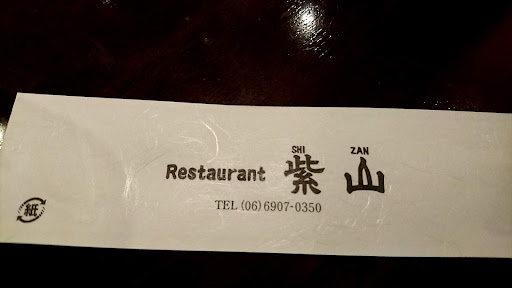 SHI ZAN
Restaurant 紫山
TEL (06) 6907-0350
紙